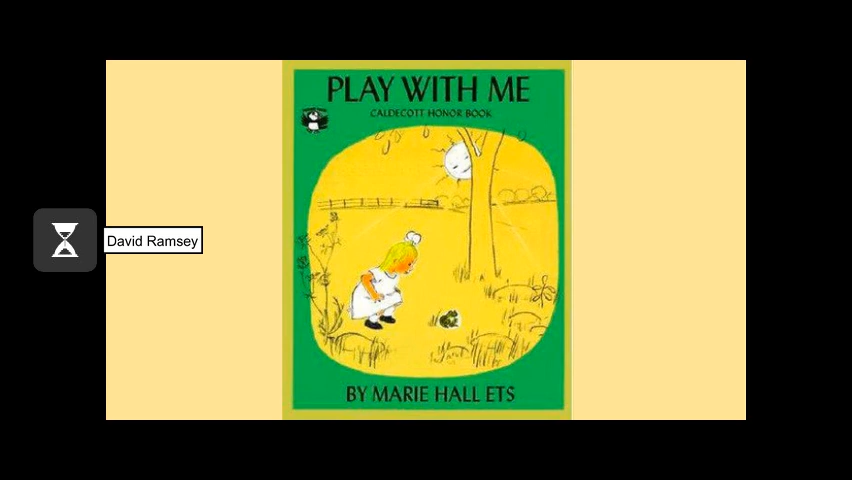 PLAY WITH ME
CALDECOTT HONOR BOOK
David Ramsey
BY MARIE HALL ETS